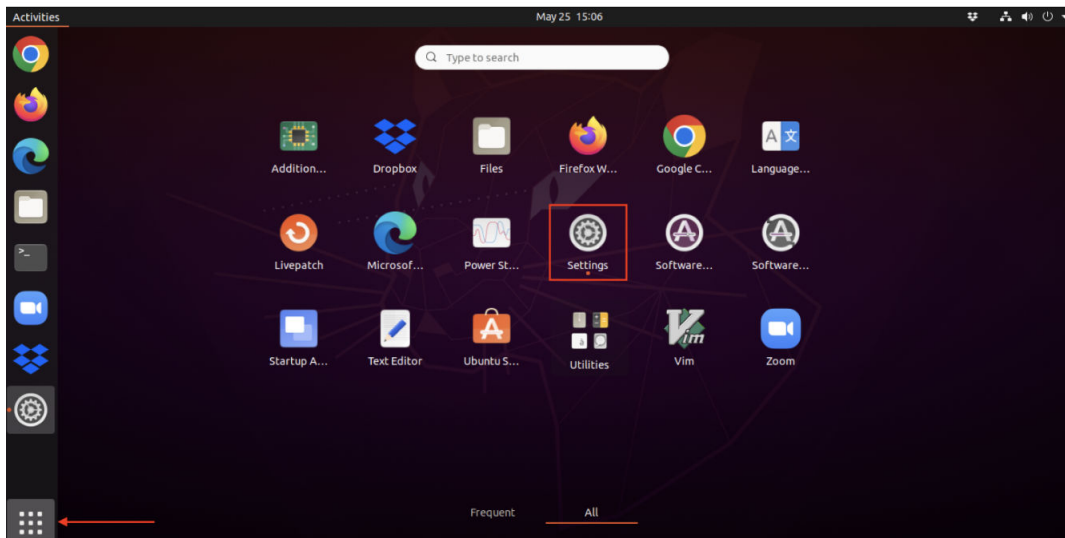 Activities
May 25 15:06
Type to search
Addition...
Dropbox
Files
Firefox W...
Google C...
Language...
Livepatch
Microsof...
Power St...
Settings
Software...
Software...
Startup A...
Text Editor
Ubuntu S...
Utilities
Vim
Zoom
Frequent
All